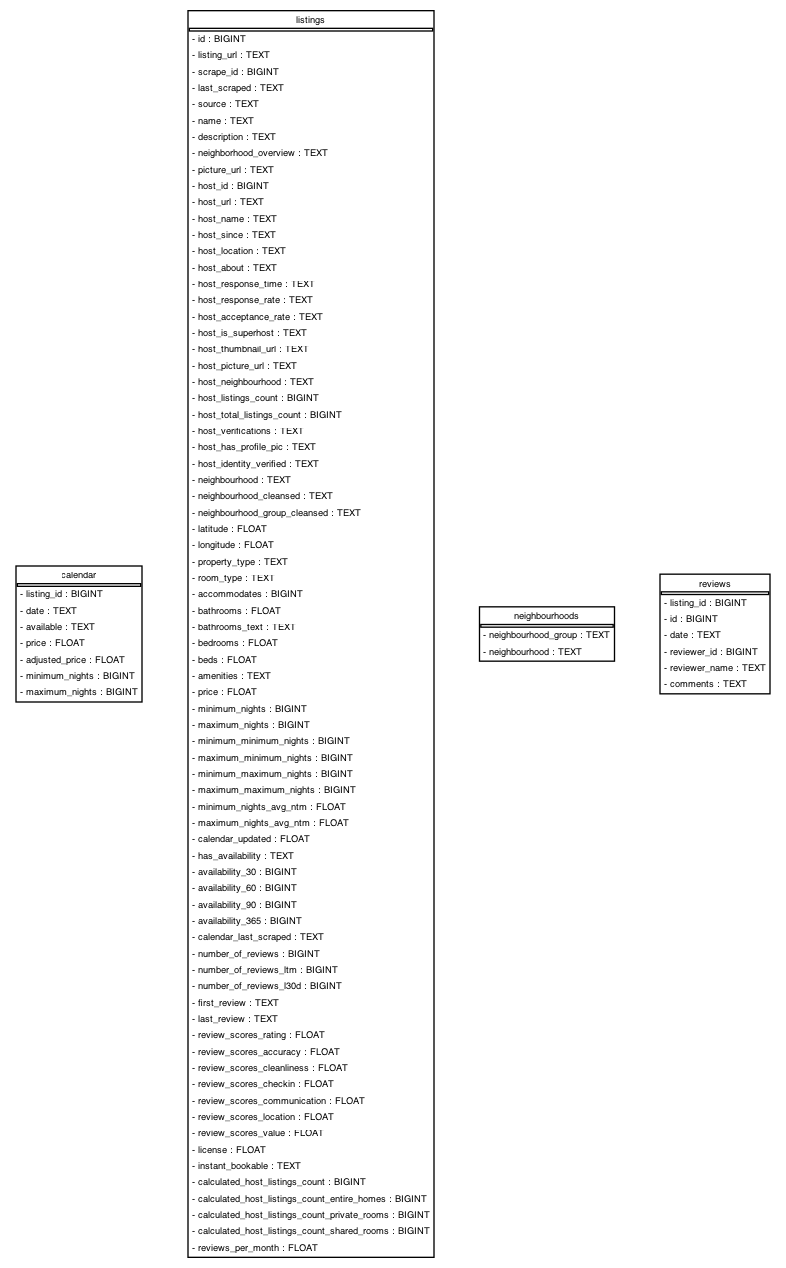 listings
- id : BIGINT
- listing_url : TEXT
- scrape_id : BIGINT
- last_scraped : TEXT
- source : TEXT
- name : TEXT
- description : TEXT
- neighborhood_overview : TEXT
- picture_url : TEXT
- host_id : BIGINT
- host_url : TEXT
- host_name : TEXT
- host_since : TEXT
- host_location : TEXT
- host_about : TEXT
- host_response_time : TEXT
- host_response_rate : TEXT
- host_acceptance_rate : TEXT
- host_is_superhost : TEXT
- host_thumbnail_url : TEXT
- host_picture_url : TEXT
- host_neighbourhood : TEXT
- host_listings_count : BIGINT
- host_total_listings_count : BIGINT
- host_verifications : TEXT
- host_has_profile_pic : TEXT
- host_identity_verified : TEXT
- neighbourhood : TEXT
- neighbourhood_cleansed : TEXT
- neighbourhood_group_cleansed : TEXT
- latitude : FLOAT
- longitude : FLOAT
- property_type : TEXT
- room_type : TEXT
- accommodates : BIGINT
- bathrooms : FLOAT
- bathrooms_text : TEXT
- bedrooms : FLOAT
- beds : FLOAT
- amenities : TEXT
- price : FLOAT
- minimum_nights : BIGINT
- maximum_nights : BIGINT
- minimum_minimum_nights : BIGINT
- maximum_minimum_nights : BIGINT
- minimum_maximum_nights : BIGINT
- maximum_maximum_nights : BIGINT
- minimum_nights_avg_ntm : FLOAT
- maximum_nights_avg_ntm : FLOAT
- calendar_updated : FLOAT
- has_availability : TEXT
- availability_30 : BIGINT
- availability_60 : BIGINT
- availability_90 : BIGINT
- availability_365 : BIGINT
- calendar_last_scraped : TEXT
- number_of_reviews : BIGINT
- number_of_reviews_ltm : BIGINT
- number_of_reviews_l30d : BIGINT
- first_review : TEXT
- last_review : TEXT
- review_scores_rating : FLOAT
- review_scores_accuracy : FLOAT
- review_scores_cleanliness : FLOAT
- review_scores_checkin : FLOAT
- review_scores_communication : FLOAT
- review_scores_location : FLOAT
- review_scores_value : FLOAT
- license : FLOAT
- instant_bookable : TEXT
- calculated_host_listings_count : BIGINT
- calculated_host_listings_count_entire_homes : BIGINT
- calculated_host_listings_count_private_rooms : BIGINT
- calculated_host_listings_count_shared_rooms : BIGINT
- reviews_per_month : FLOAT
calendar
- listing_id : BIGINT
- date : TEXT
- available : TEXT
- price : FLOAT
- adjusted_price : FLOAT
- minimum_nights : BIGINT
- maximum_nights : BIGINT
neighbourhoods
- neighbourhood_group : TEXT
- neighbourhood : TEXT
reviews
- listing_id : BIGINT
- id : BIGINT
- date : TEXT
- reviewer_id : BIGINT
- reviewer_name : TEXT
- comments : TEXT